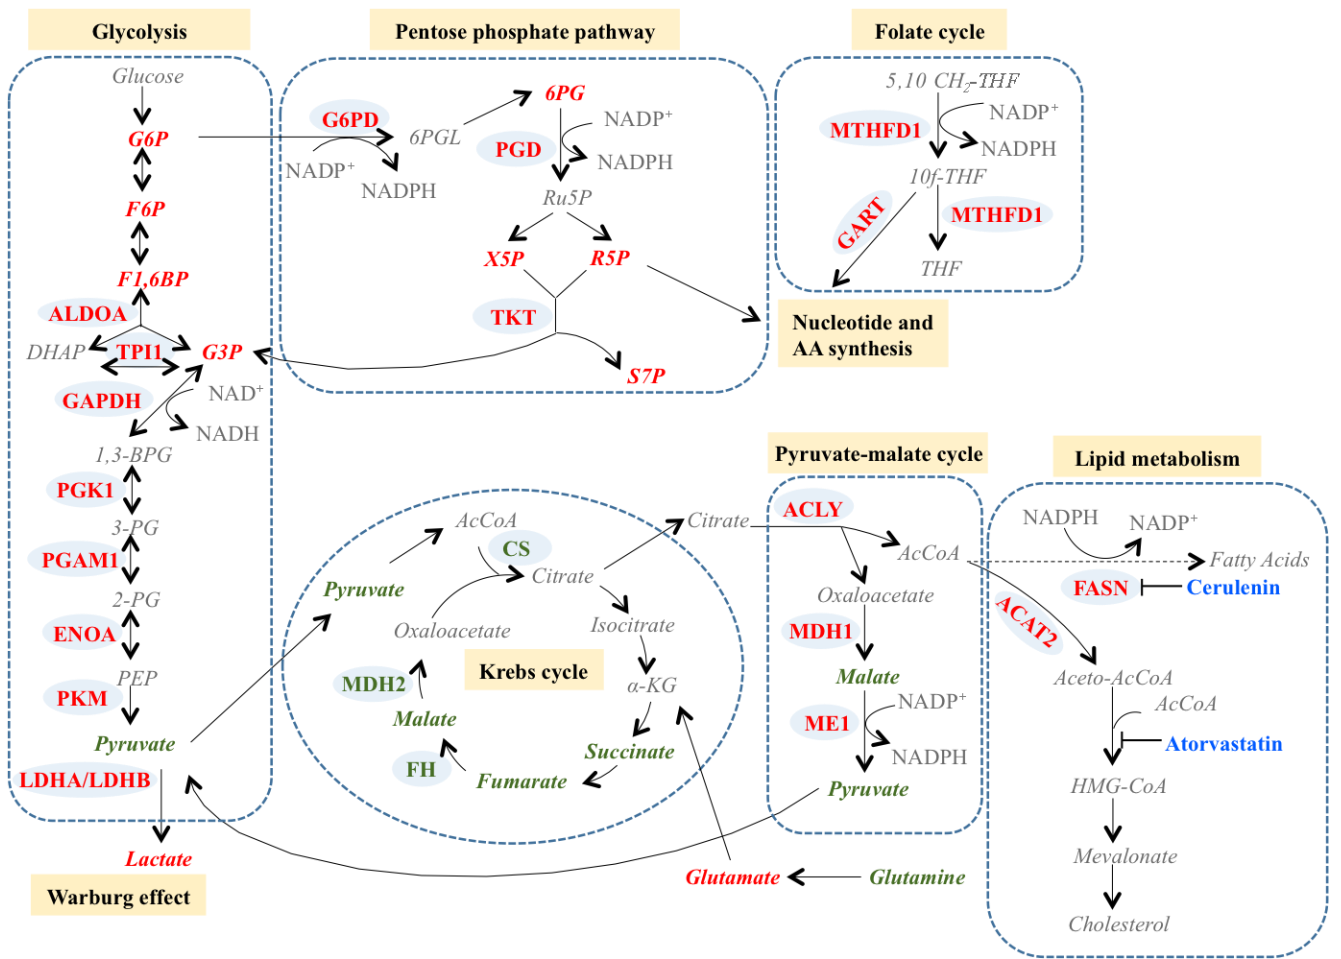 Glycolysis
Glucose
G6P
F6P
F1,6BP
ALDOA
DHAP
TPI1
G3P
GAPDH
NAD+
NADH
1,3-BPG
PGK1
3-PG
PGAM1
2-PG
ENOA
PEP
PKM
Pyruvate
LDHA/LDHB
Lactate
Warburg effect
Pentose phosphate pathway
G6PD
NADP+
NADPH
6PGL
6PG
PGD
NADP+
NADPH
Ru5P
X5P
R5P
TKT
S7P
Folate cycle
5,10 CH2-THF
MTHFD1
NADP+
NADPH
10f-THF
GART
MTHFD1
THF
Nucleotide and
AA synthesis
Krebs cycle
Pyruvate
AcCoA
CS
Citrate
Isocitrate
α-KG
Succinate
Fumarate
FH
Malate
MDH2
Oxaloacetate
Glutamate
Glutamine
Pyruvate-malate cycle
Citrate
ACLY
AcCoA
Oxaloacetate
MDH1
Malate
ME1
NADP+
NADPH
Pyruvate
Lipid metabolism
NADPH
NADP+
Fatty Acids
FASN
Cerulenin
ACAT2
Aceto-AcCoA
AcCoA
Atorvastatin
HMG-CoA
Mevalonate
Cholesterol